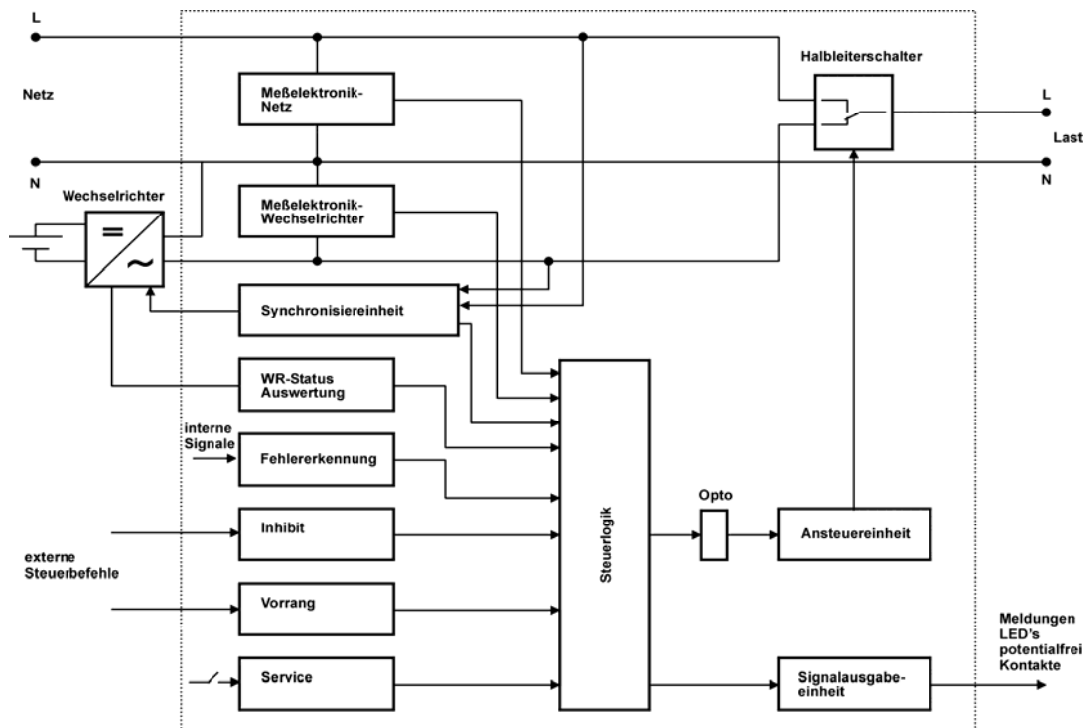 L
Netz
N
Meßelektronik-
Netz
Halbleiterschalter
L
Last
N
Wechselrichter
=
~
Meßelektronik-
Wechselrichter
Synchronisiereinheit
WR-Status
Auswertung
interne
Signale
Fehlererkennung
externe
Steuerbefehle
Inhibit
Vorrang
Service
Steuerlogik
Opto
Ansteuereinheit
Signalausgabe-
einheit
Meldungen
LED's
potentialfrei
Kontakte